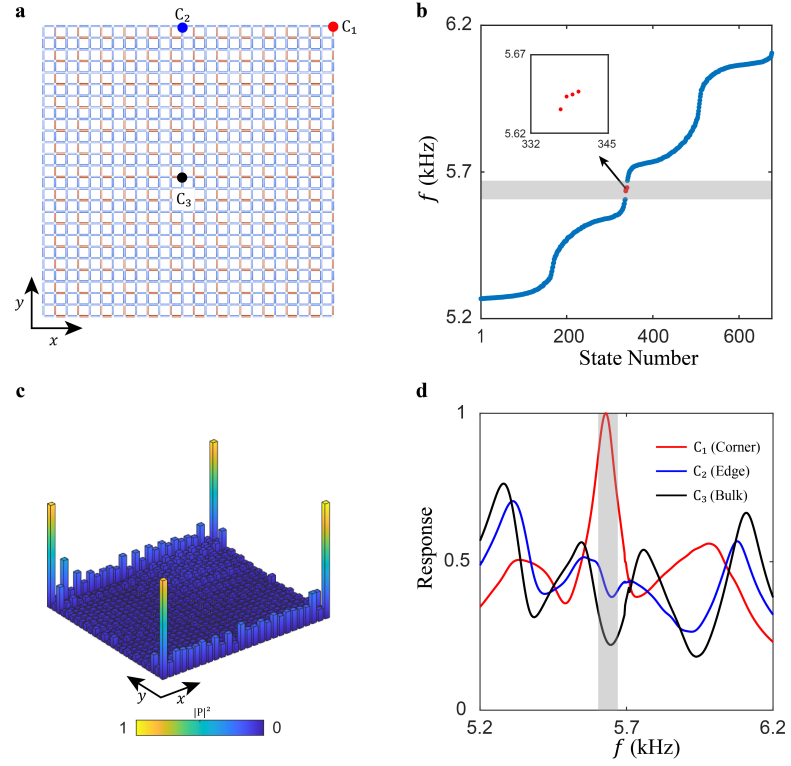 a
C₂
C₁
C₃
y
x
b
6.2
5.7
5.2
f (kHz)
5.67
5.62
332
345
1
200
400
600
State Number
c
y
x
|P|²
1
0
d
1
0.5
0
Response
C₁ (Corner)
C₂ (Edge)
C₃ (Bulk)
5.2
5.7
6.2
f (kHz)